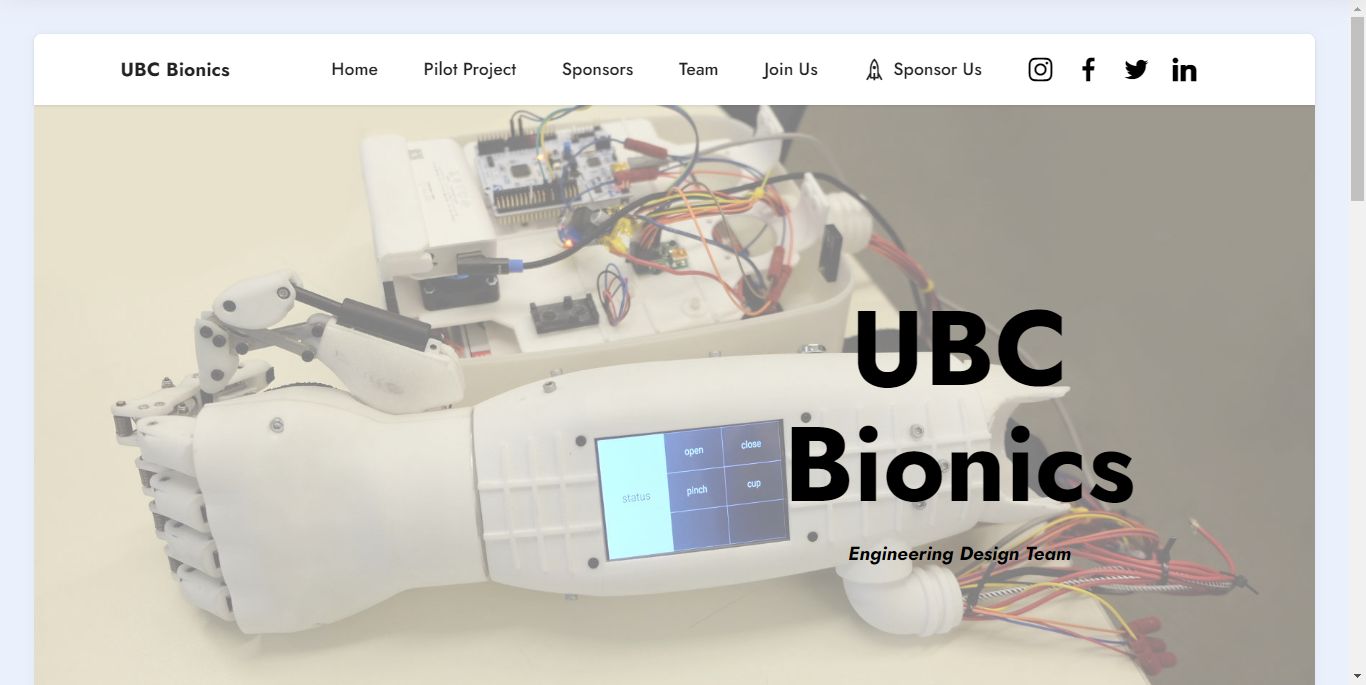 UBC Bionics
Home Pilot Project Sponsors Team Join Us Sponsor Us
UBC
Bionics
Engineering Design Team
status open close
pinch cup